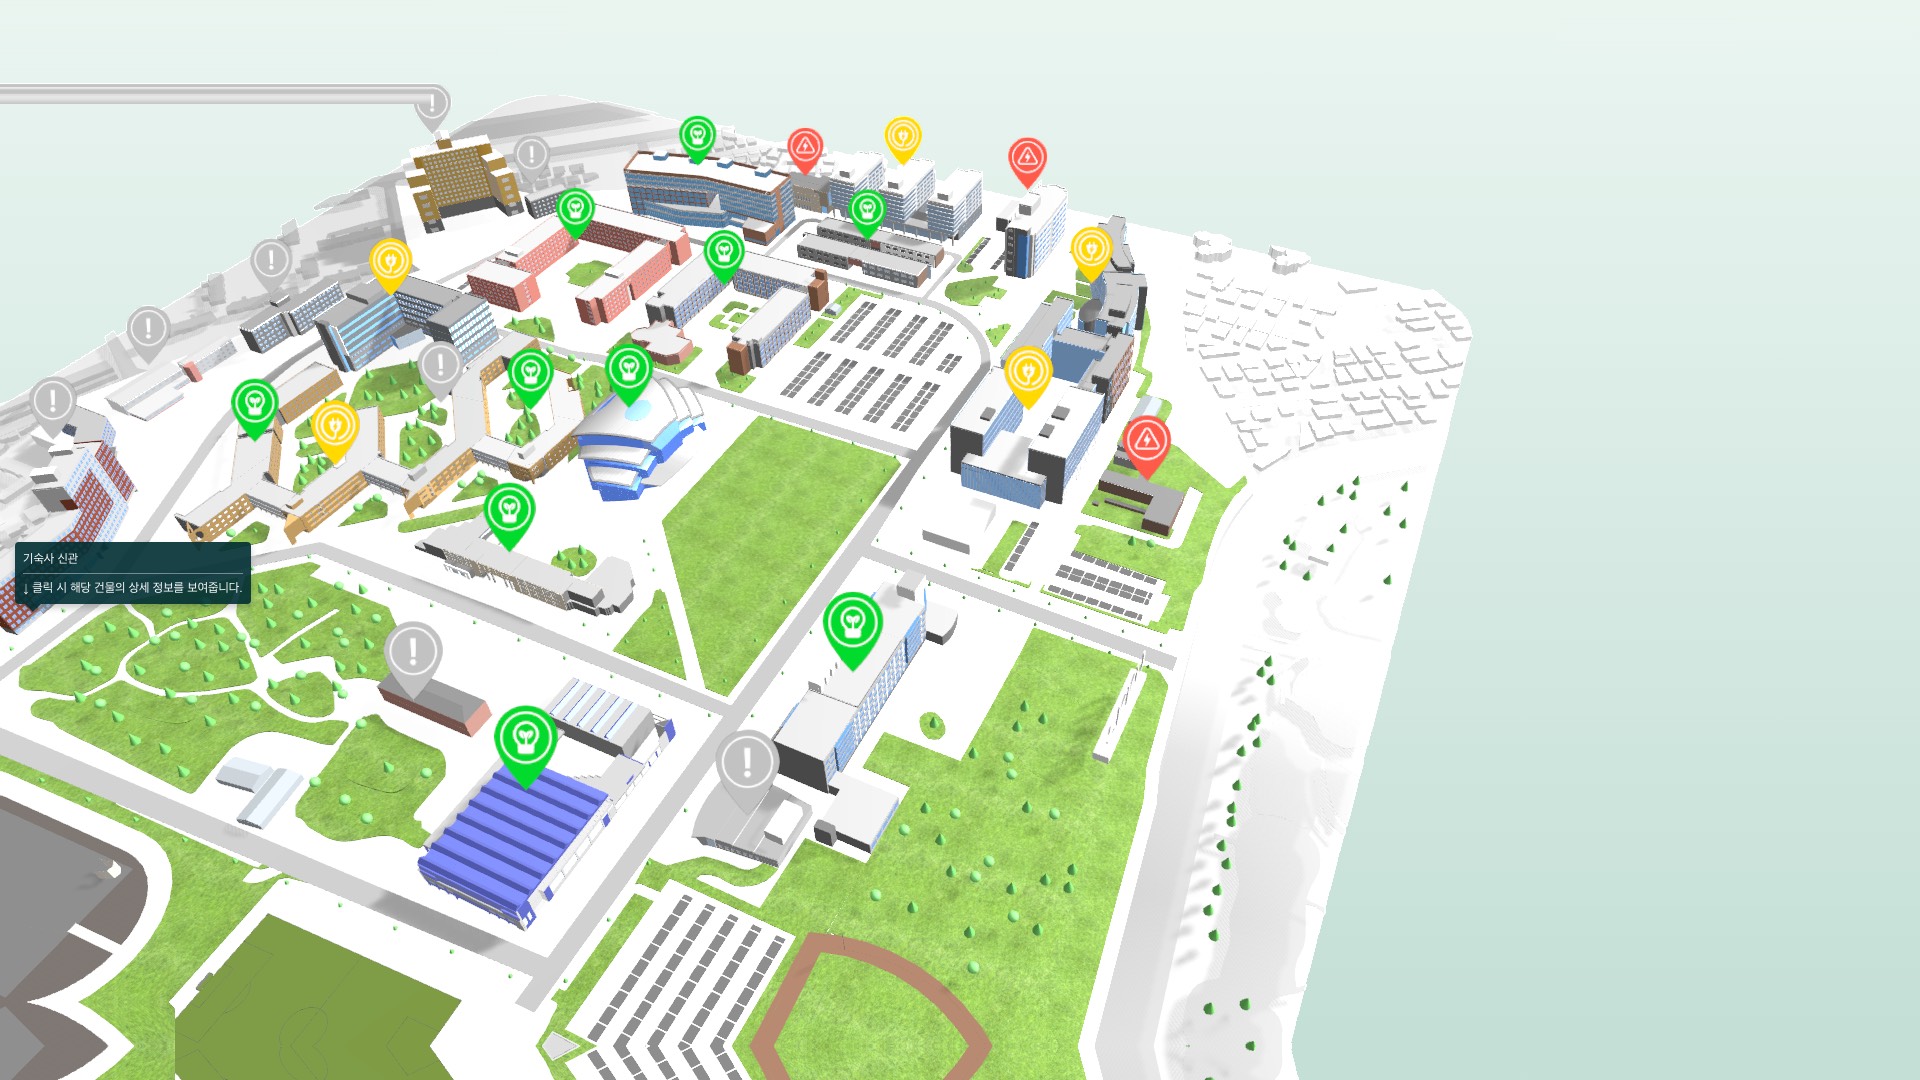 기숙사 신관
↓ 클릭 시 해당 건물의 상세 정보를 보여줍니다.